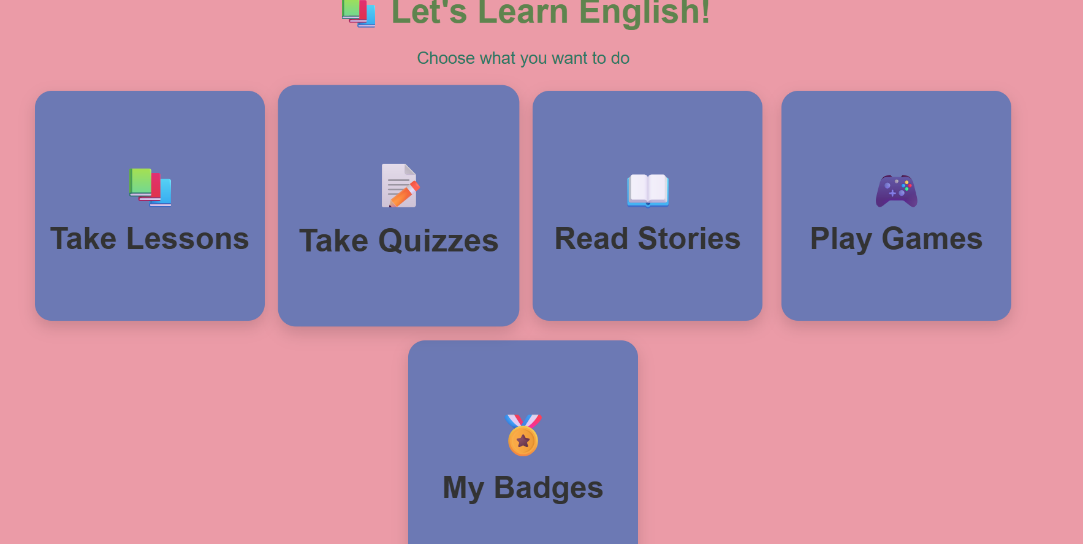 Let's Learn English!
Choose what you want to do
Take Lessons
Take Quizzes
Read Stories
Play Games
My Badges